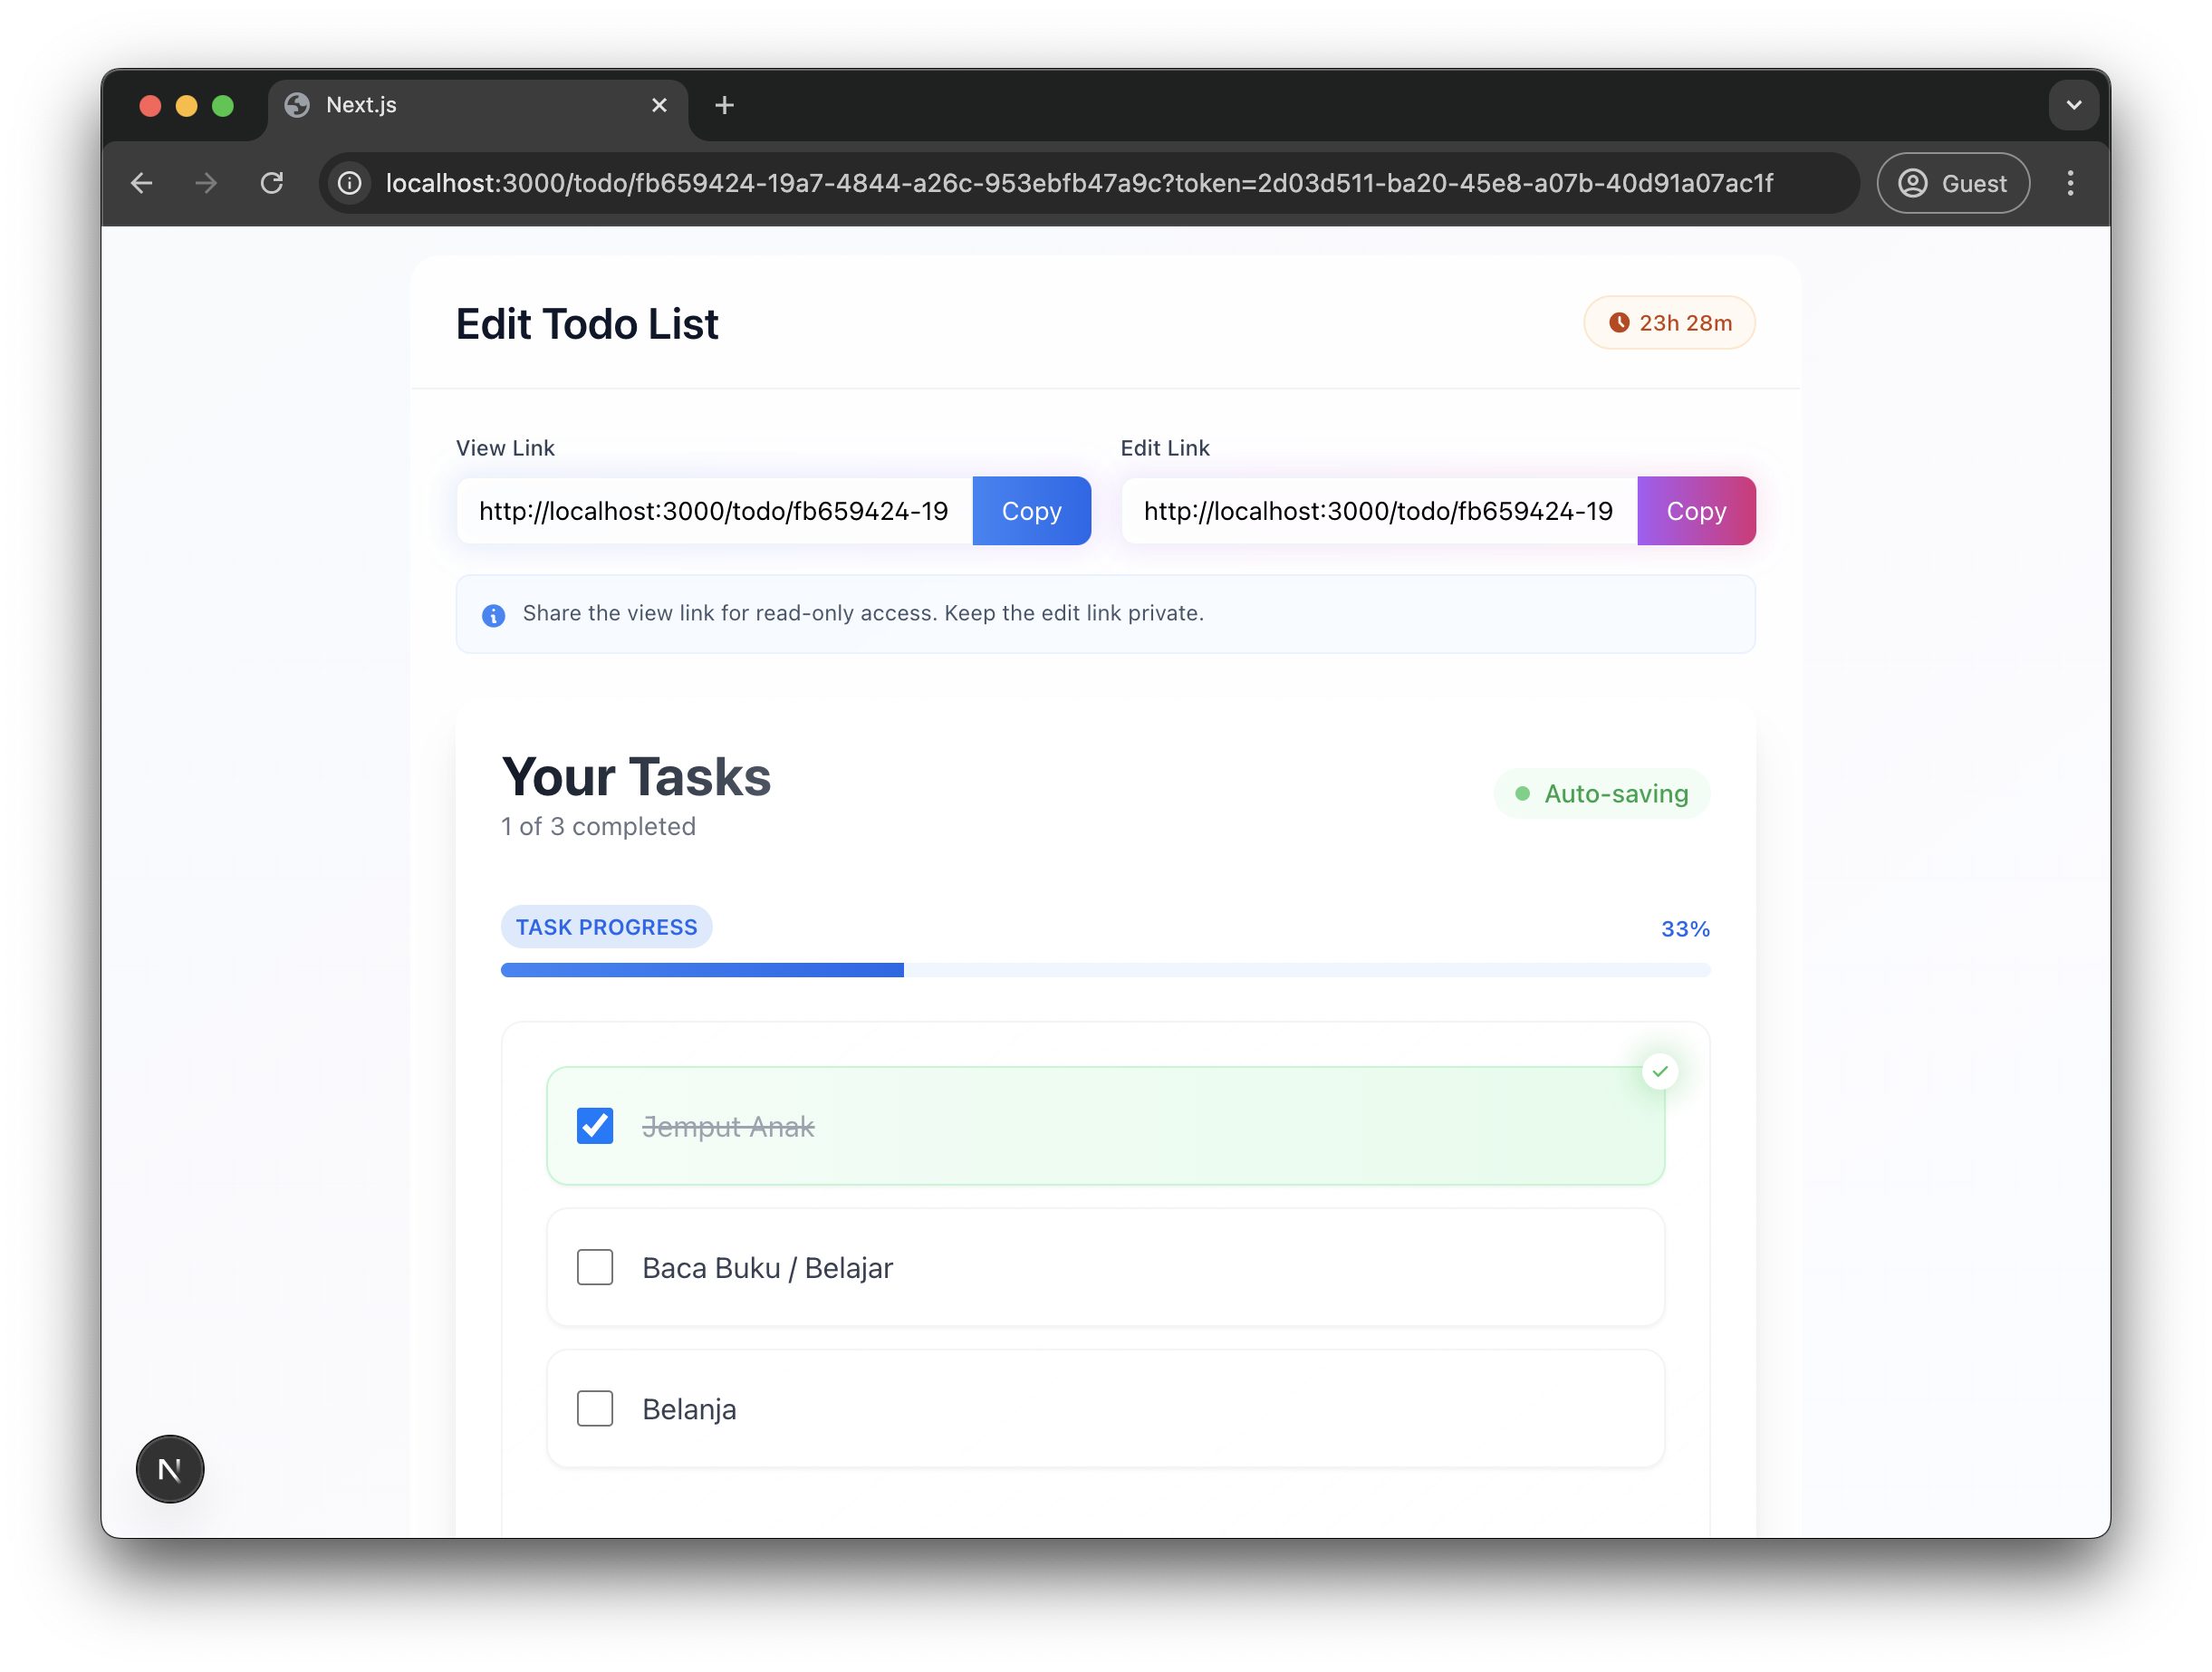 Next.js
localhost:3000/todo/fb659424-19a7-4844-a26c-953ebfb47a9c?token=2d03d511-ba20-45e8-a07b-40d91a07ac1f
Guest
Edit Todo List
23h 28m
View Link
Edit Link
http://localhost:3000/todo/fb659424-19
Copy
http://localhost:3000/todo/fb659424-19
Copy
Share the view link for read-only access. Keep the edit link private.
Your Tasks
1 of 3 completed
Auto-saving
TASK PROGRESS
33%
Jemput Anak
Baca Buku / Belajar
Belanja
N